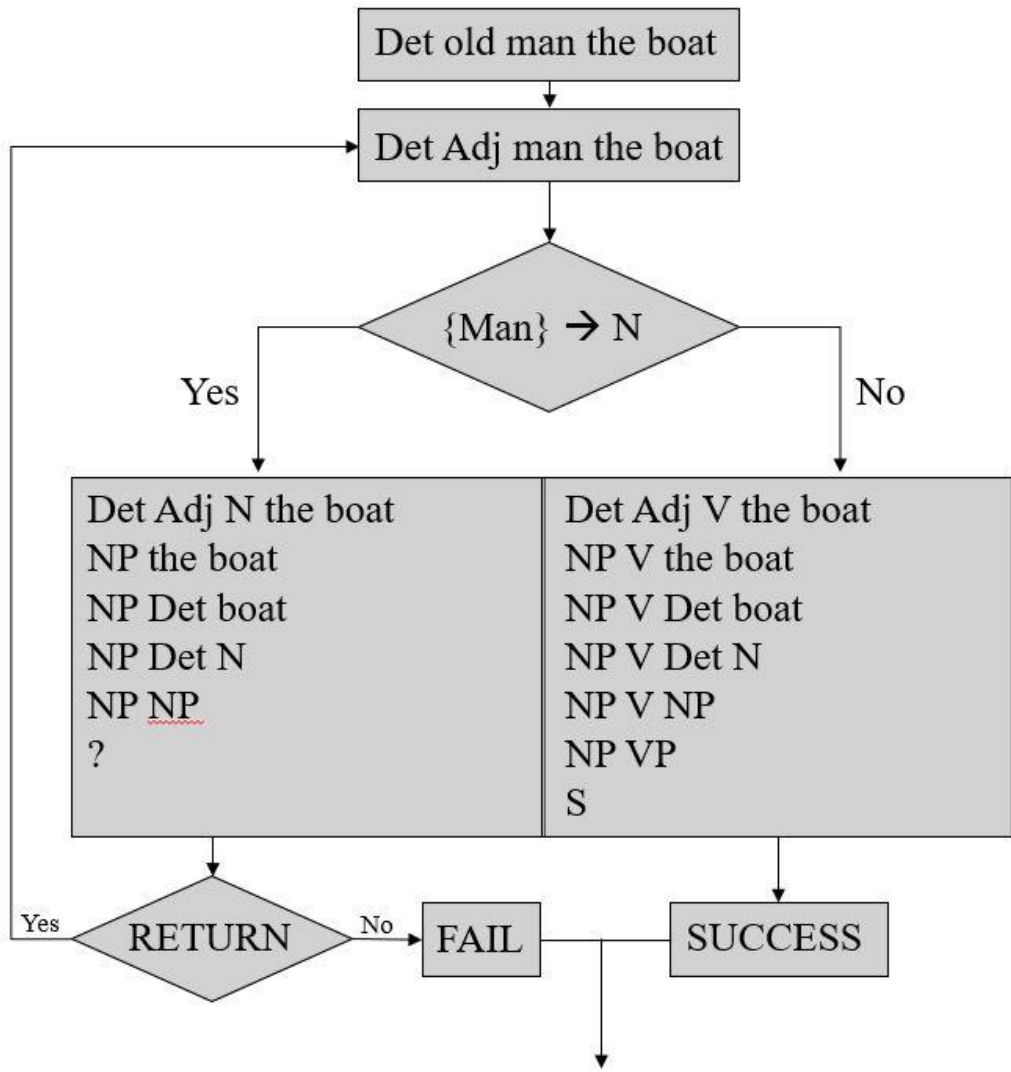 Det old man the boat
Det Adj man the boat
{Man} → N
Yes
No
Det Adj N the boat
NP the boat
NP Det boat
NP Det N
NP NP
?
Det Adj V the boat
NP V the boat
NP V Det boat
NP V Det N
NP V NP
NP VP
S
Yes
RETURN
No
FAIL
SUCCESS